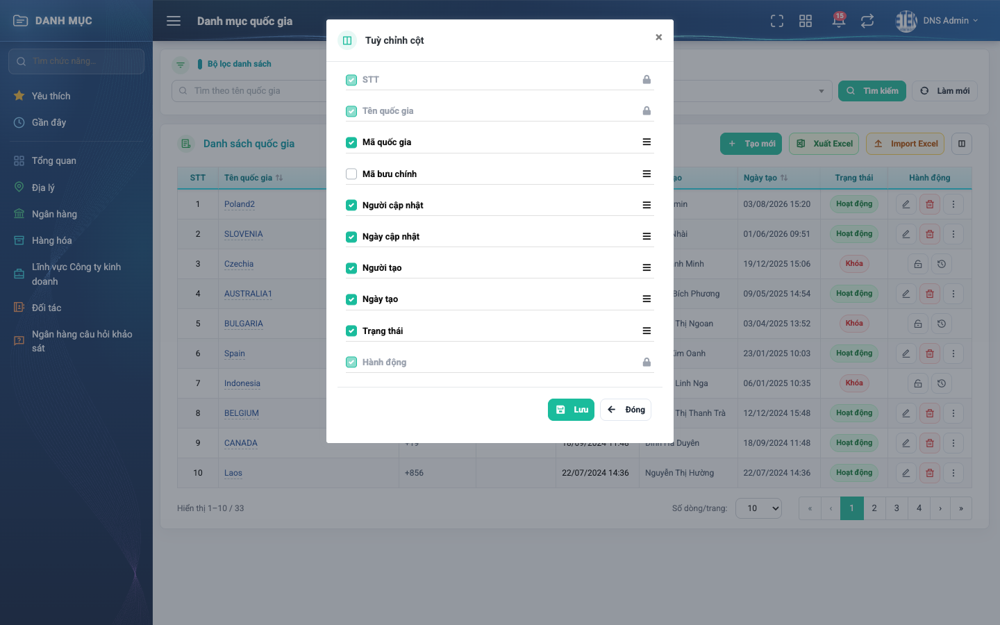 DANH MỤC
Danh mục quốc gia
15
DNS Admin
Tìm chức năng...
Yêu thích
Gần đây
Tổng quan
Địa lý
Ngân hàng
Hàng hóa
Lĩnh vực Công ty kinh
doanh
Đối tác
Ngân hàng câu hỏi khảo
sát
Bộ lọc danh sách
Tìm theo tên quốc gia
Tìm kiếm
Làm mới
Danh sách quốc gia
Tạo mới
Xuất Excel
Import Excel
Tuỳ chỉnh cột
×
STT
Tên quốc gia
Mã quốc gia
Mã bưu chính
Người cập nhật
Ngày cập nhật
Người tạo
Ngày tạo
Trạng thái
Hành động
Lưu
Đóng
STT Tên quốc gia Ngày tạo Trạng thái Hành động
1 Poland2 03/08/2026 15:20 Hoạt động
2 SLOVENIA 01/06/2026 09:51 Hoạt động
3 Czechia Minh 19/12/2025 15:06 Khóa
4 AUSTRALIA1 Bích Phương 09/05/2025 14:54 Hoạt động
5 BULGARIA Thị Ngoan 03/04/2025 13:52 Khóa
6 Spain Kim Oanh 23/01/2025 10:03 Hoạt động
7 Indonesia Linh Nga 06/01/2025 10:35 Khóa
8 BELGIUM Thị Thanh Trà 12/12/2024 15:48 Hoạt động
9 CANADA +19 18/09/2024 11:48 Đinh Hà Duyên 18/09/2024 11:48 Hoạt động
10 Laos +856 22/07/2024 14:36 Nguyễn Thị Hường 22/07/2024 14:36 Hoạt động
Hiển thị 1–10 / 33
Số dòng/trang: 10
« ‹ 1 2 3 4 › »